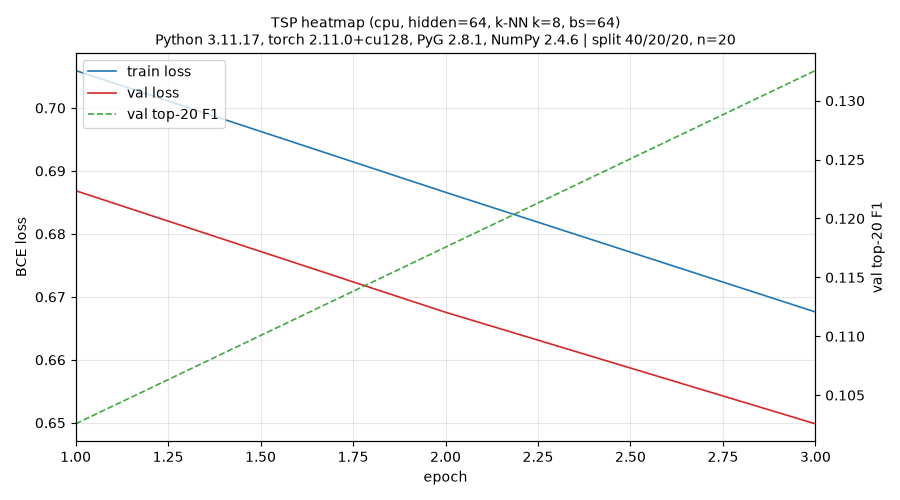 TSP heatmap (cpu, hidden=64, k-NN k=8, bs=64)
Python 3.11.17, torch 2.11.0+cu128, PyG 2.8.1, NumPy 2.4.6 | split 40/20/20, n=20
train loss
val loss
val top-20 F1
BCE loss
0.70
0.69
0.68
0.67
0.66
0.65
0.130
0.125
0.120
0.115
0.110
0.105
val top-20 F1
1.00 1.25 1.50 1.75 2.00 2.25 2.50 2.75 3.00
epoch